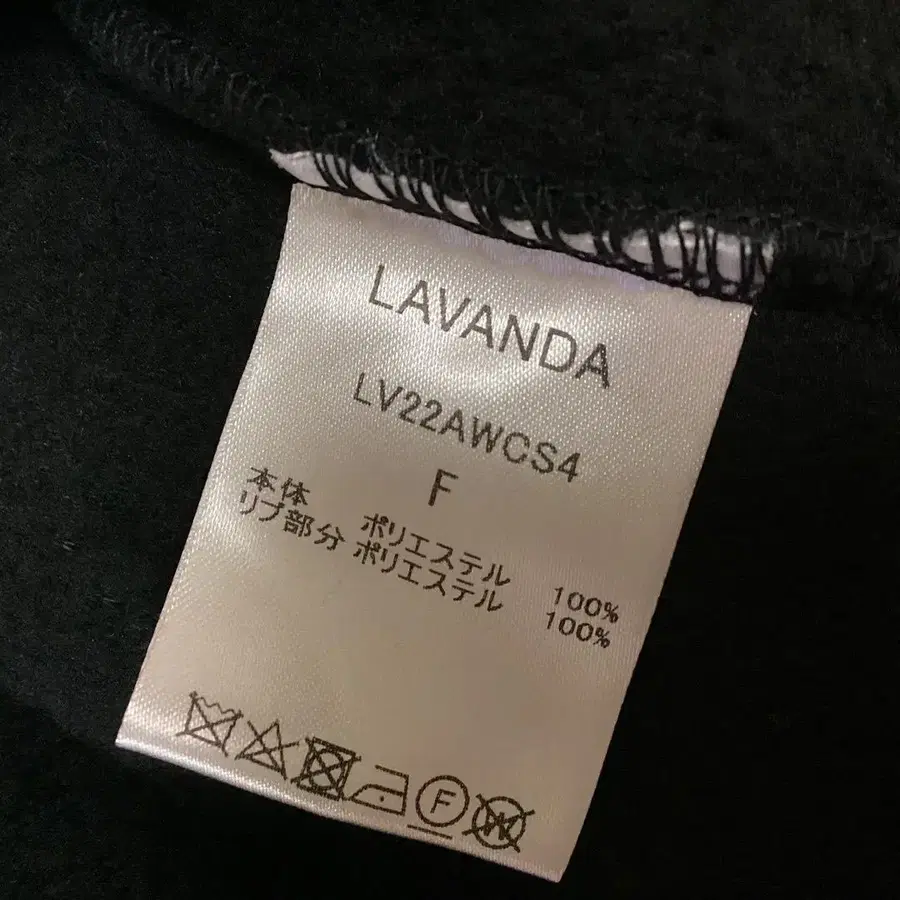 LAVANDA
LV22AWCS4
F
本体 ポリエステル 100%
リブ部分 ポリエステル 100%
F
W